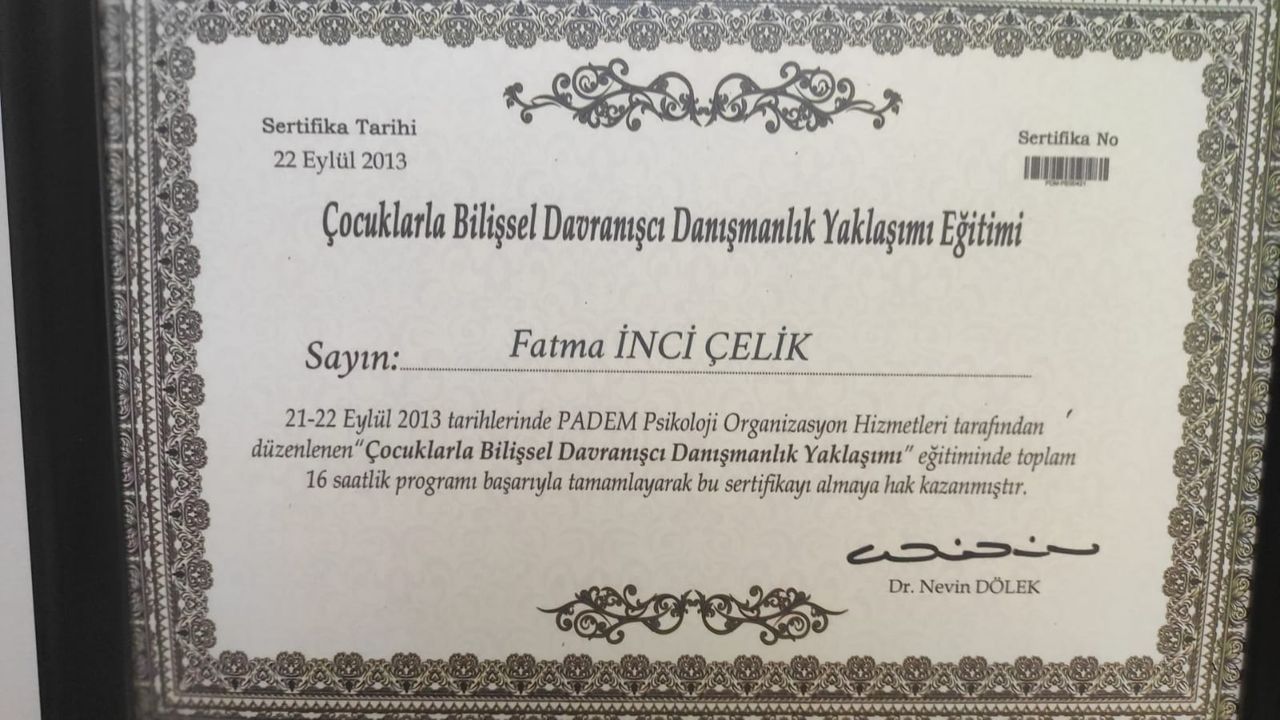 Sertifika Tarihi
22 Eylül 2013
Sertifika No
Çocuklarla Bilişsel Davranışcı Danışmanlık Yaklaşımı Eğitimi
Sayın: Fatma İNCİ ÇELİK
21-22 Eylül 2013 tarihlerinde PADEM Psikoloji Organizasyon Hizmetleri tarafından
düzenlenen "Çocuklarla Bilişsel Davranışcı Danışmanlık Yaklaşımı" eğitiminde toplam
16 saatlik programı başarıyla tamamlayarak bu sertifikayı almaya hak kazanmıştır.
Dr. Nevin DÖLEK